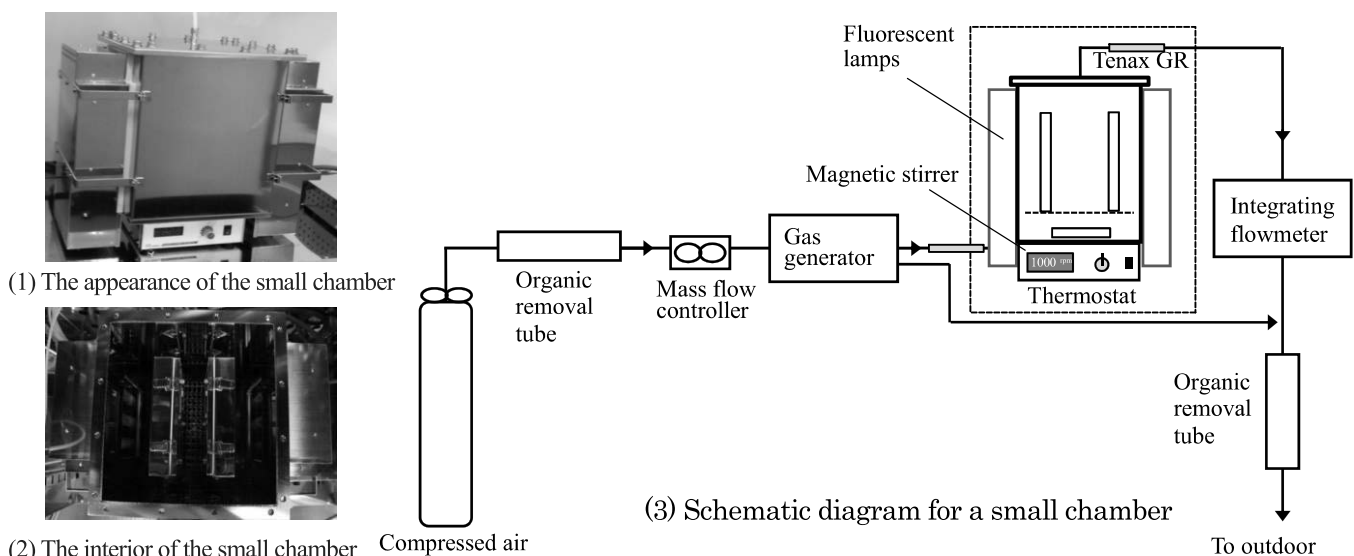 (1) The appearance of the small chamber
(2) The interior of the small chamber
Fluorescent
lamps
Tenax GR
Magnetic stirrer
1000 rpm
Thermostat
Integrating
flowmeter
Gas
generator
Organic
removal
tube
Mass flow
controller
Organic
removal
tube
Compressed air
(3) Schematic diagram for a small chamber
To outdoor